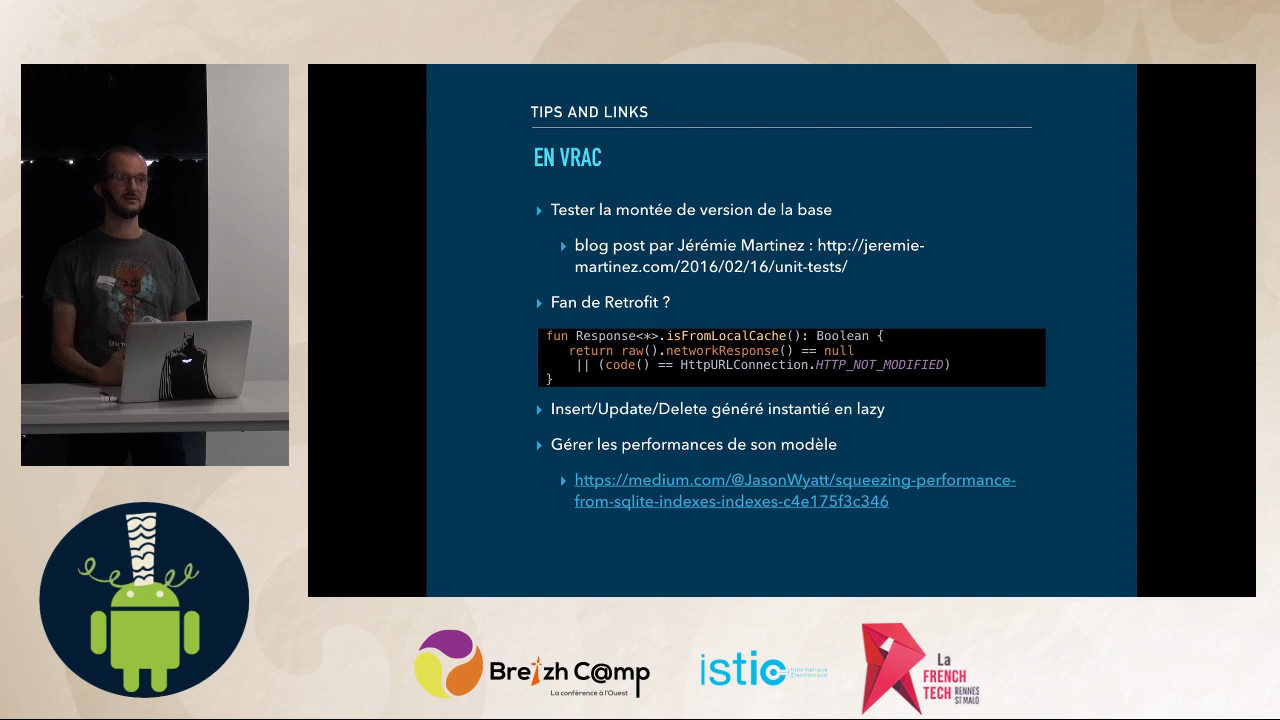 TIPS AND LINKS
EN VRAC
Tester la montée de version de la base
blog post par Jérémie Martinez : http://jeremie-
martinez.com/2016/02/16/unit-tests/
Fan de Retrofit ?
fun Response<*>.isFromLocalCache(): Boolean {
return raw().networkResponse() == null
|| (code() == HttpURLConnection.HTTP_NOT_MODIFIED)
}
Insert/Update/Delete généré instantié en lazy
Gérer les performances de son modèle
https://medium.com/@JasonWyatt/squeezing-performance-
from-sqlite-indexes-indexes-c4e175f3c346
Breizh C@mp
La conférence à l'Ouest
istic
Informatique
Électronique
La
FRENCH
TECH RENNES
ST MALO